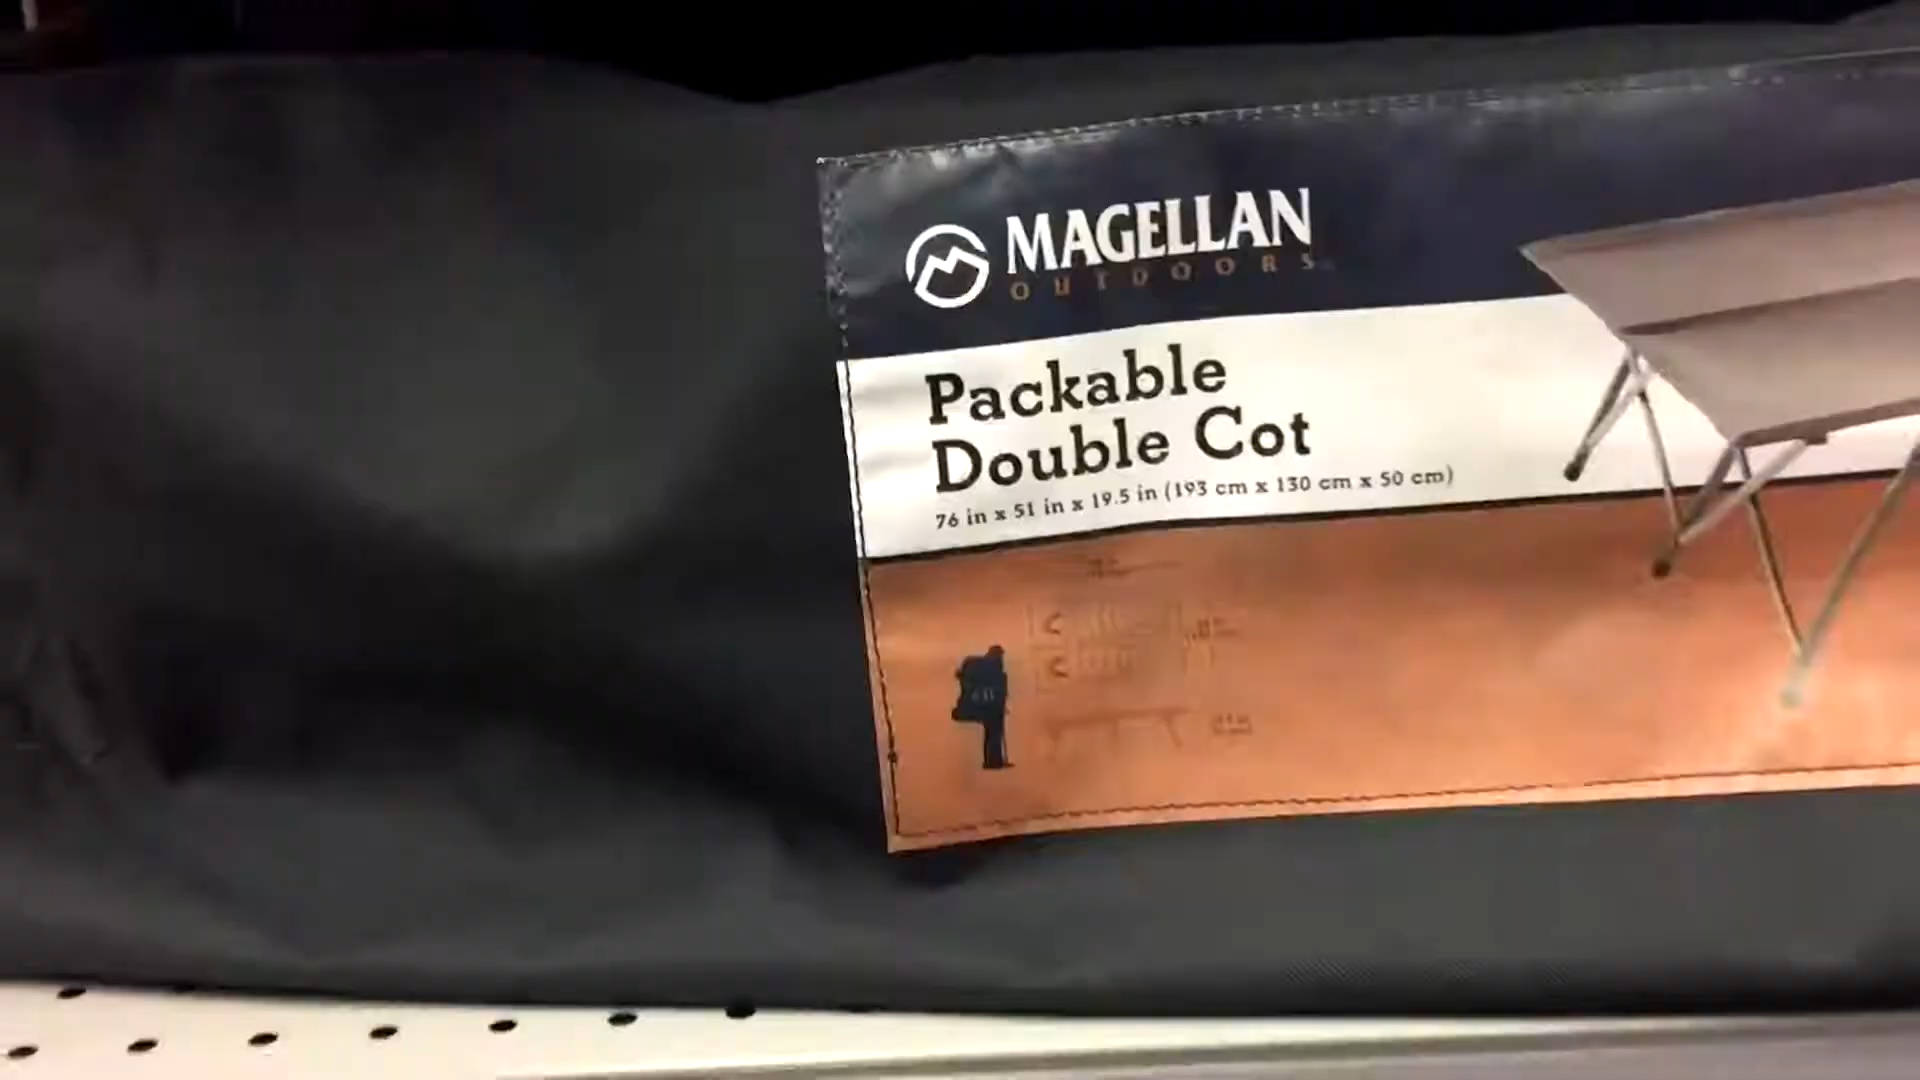 MAGELLAN
OUTDOORS
Packable
Double Cot
76 in x 51 in x 19.5 in (193 cm x 130 cm x 50 cm)